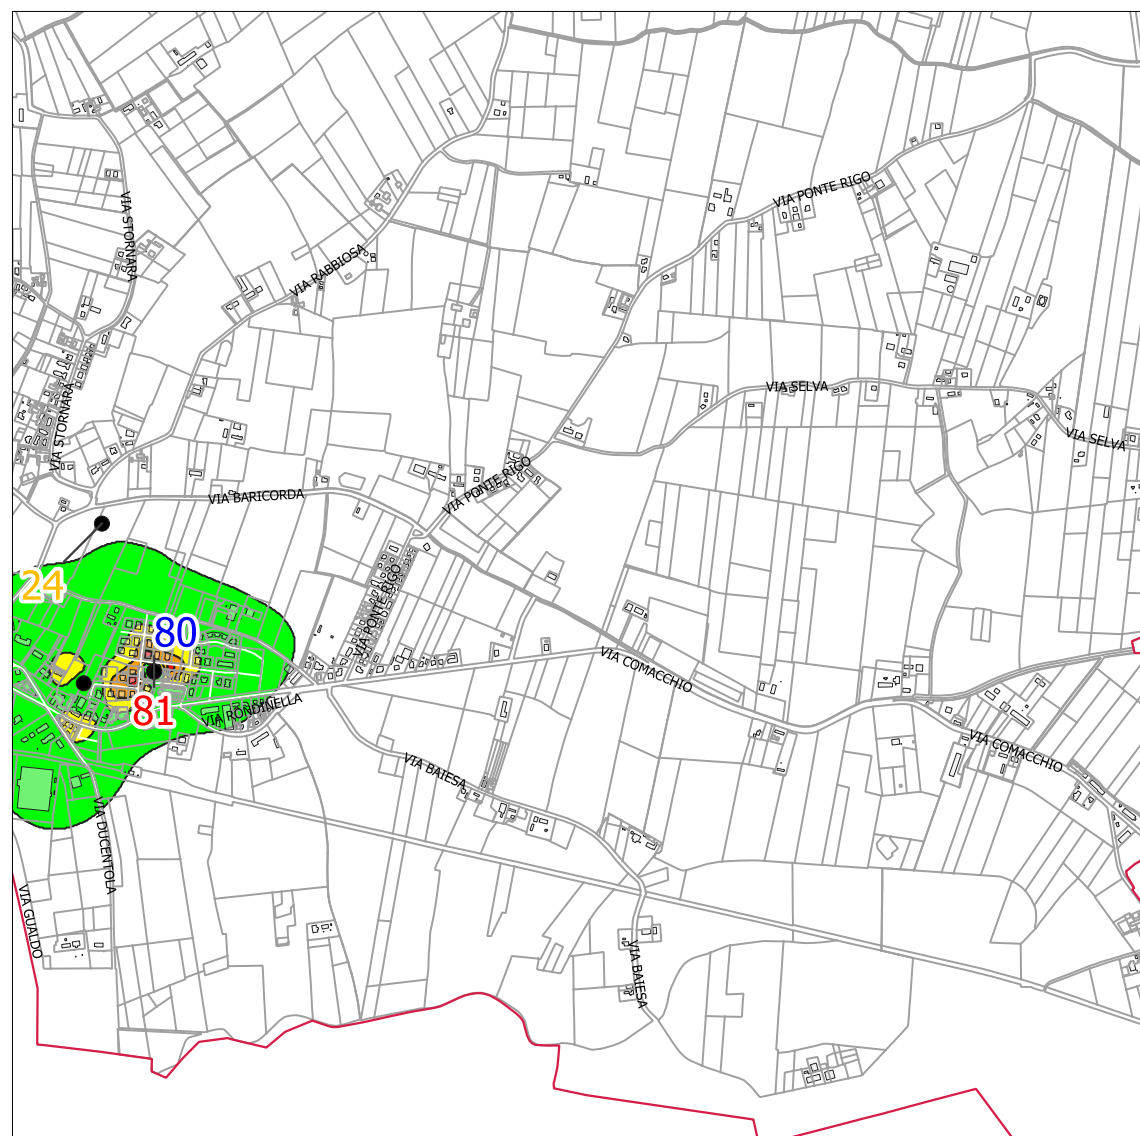 VIA PONTE RIGO
VIA STORNARA
VIA RABBIOSA
VIA SELVA
VIA STORNARA
VIA SELVA
VIA PONTE RIGO
VIA BARICORDA
24
VIA PONTE RIGO
80
VIA COMACCHIO
81
VIA RONDINELLA
VIA COMACCHIO
VIA BAIESA
VIA DUCENTOLA
VIA GUALDO
VIA BAIESA